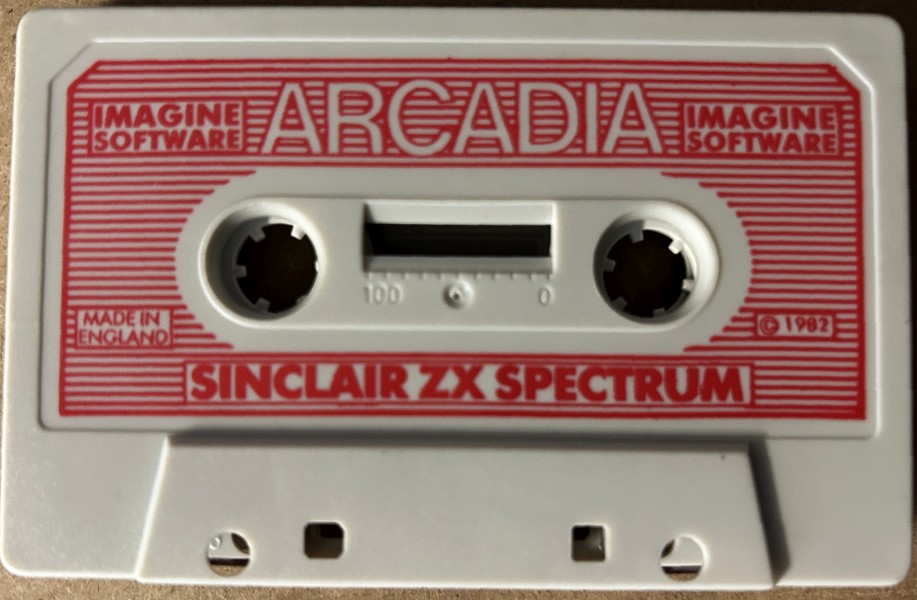 IMAGINE
SOFTWARE
ARCADIA
IMAGINE
SOFTWARE
100 0
MADE IN
ENGLAND
© 1982
SINCLAIR ZX SPECTRUM